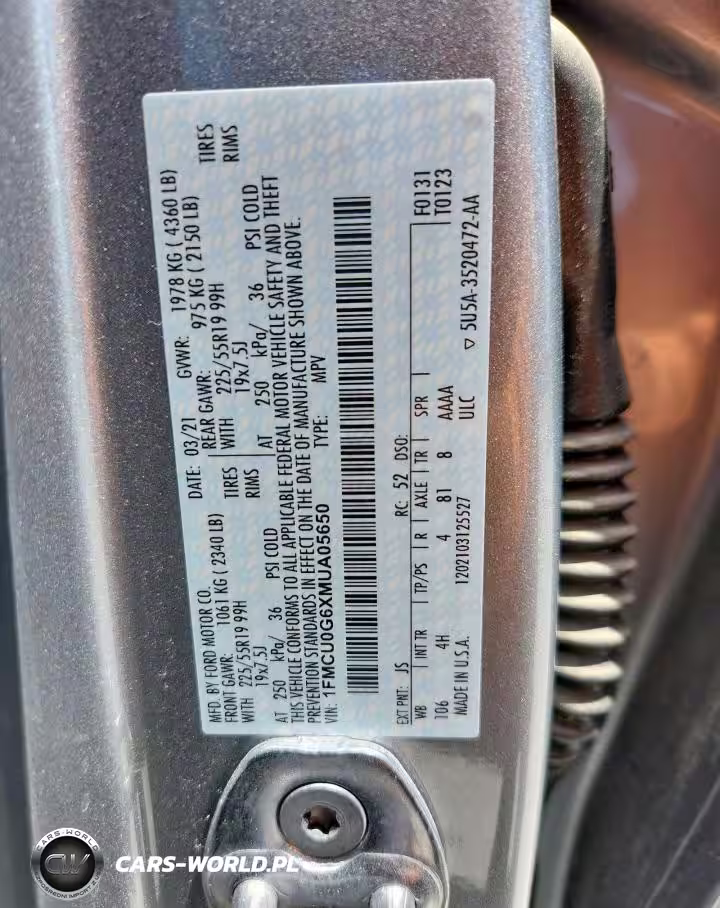 MFD. BY FORD MOTOR CO.
DATE: 03/21
GVWR: 1978 KG ( 4360 LB)
FRONT GAWR: 1061 KG ( 2340 LB)
REAR GAWR: 975 KG ( 2150 LB)
WITH 225/55R19 99H TIRES
WITH 225/55R19 99H TIRES
19x7.5J RIMS
19x7.5J RIMS
AT 250 kPa/ 36 PSI COLD
AT 250 kPa/ 36 PSI COLD
THIS VEHICLE CONFORMS TO ALL APPLICABLE FEDERAL MOTOR VEHICLE SAFETY AND THEFT
PREVENTION STANDARDS IN EFFECT ON THE DATE OF MANUFACTURE SHOWN ABOVE.
VIN: 1FMCU0G6XMUA05650
TYPE: MPV
EXT PNT: JS RC: 52 DSO:
F0131
WB INT TR TP/PS R AXLE TR SPR
T0123
106 4H 4 81 8 AAAA
MADE IN U.S.A. 1202103125527 ULC
▽ 5U5A-3520472-AA
CARS-WORLD
CW
CARS-WORLD.PL